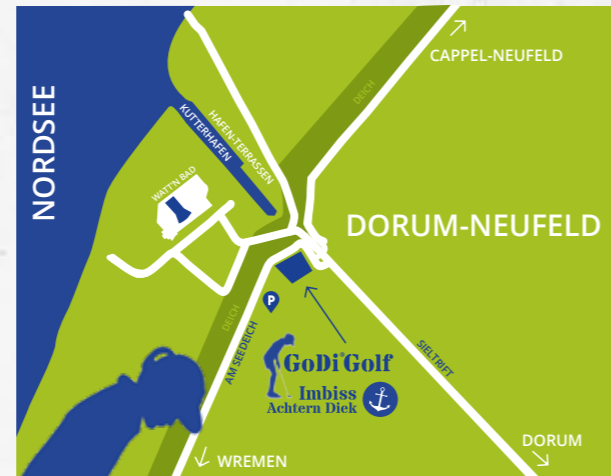 CAPPEL-NEUFELD
NORDSEE
DEICH
HAFEN-TERRASSEN
KUTTERHAFEN
WATT'N BAD
DORUM-NEUFELD
P
DEICH
AM SEEDEICH
SIELTRIFT
GoDi®Golf
Imbiss
Achtern Diek
DORUM
WREMEN